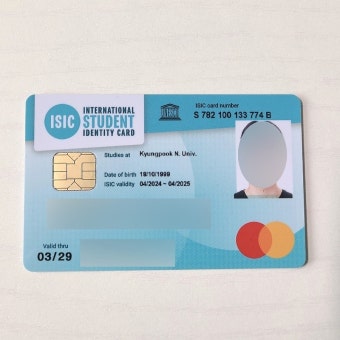 ISIC
INTERNATIONAL
STUDENT
IDENTITY CARD
ISIC card number
S 782 100 133 774 B
Studies at Kyungpook N. Univ.
Date of birth 18/10/1999
ISIC validity 04/2024 ~ 04/2025
Valid thru
03/29